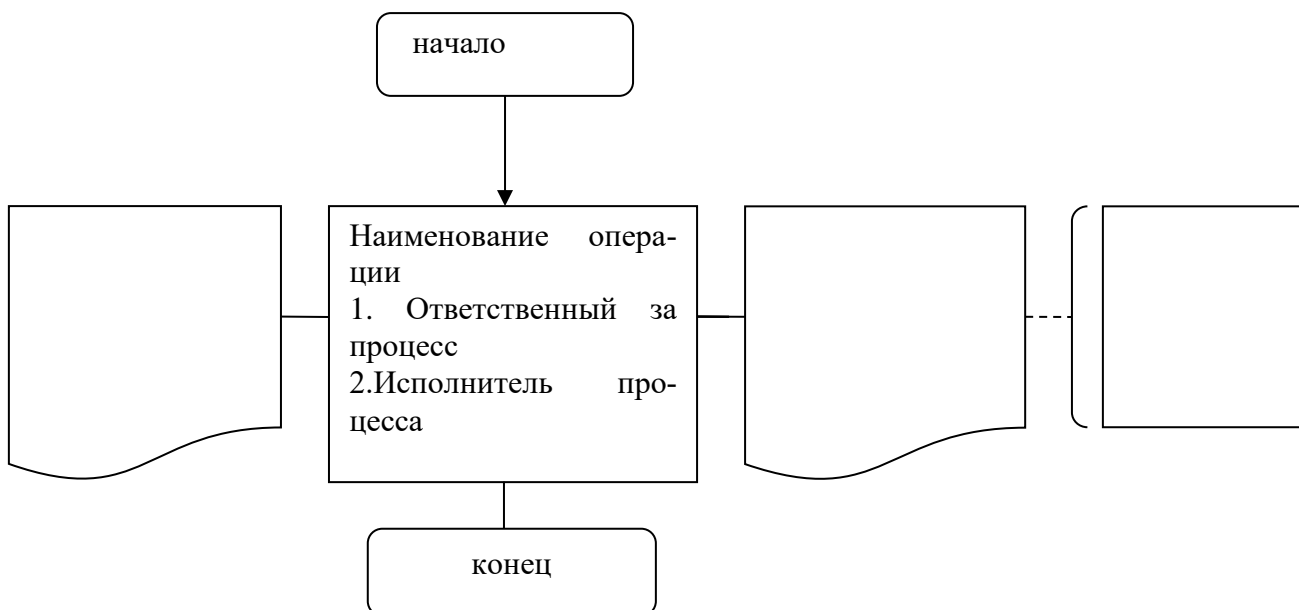 начало
Наименование опера-
ции
1. Ответственный за
процесс
2.Исполнитель про-
цесса
конец